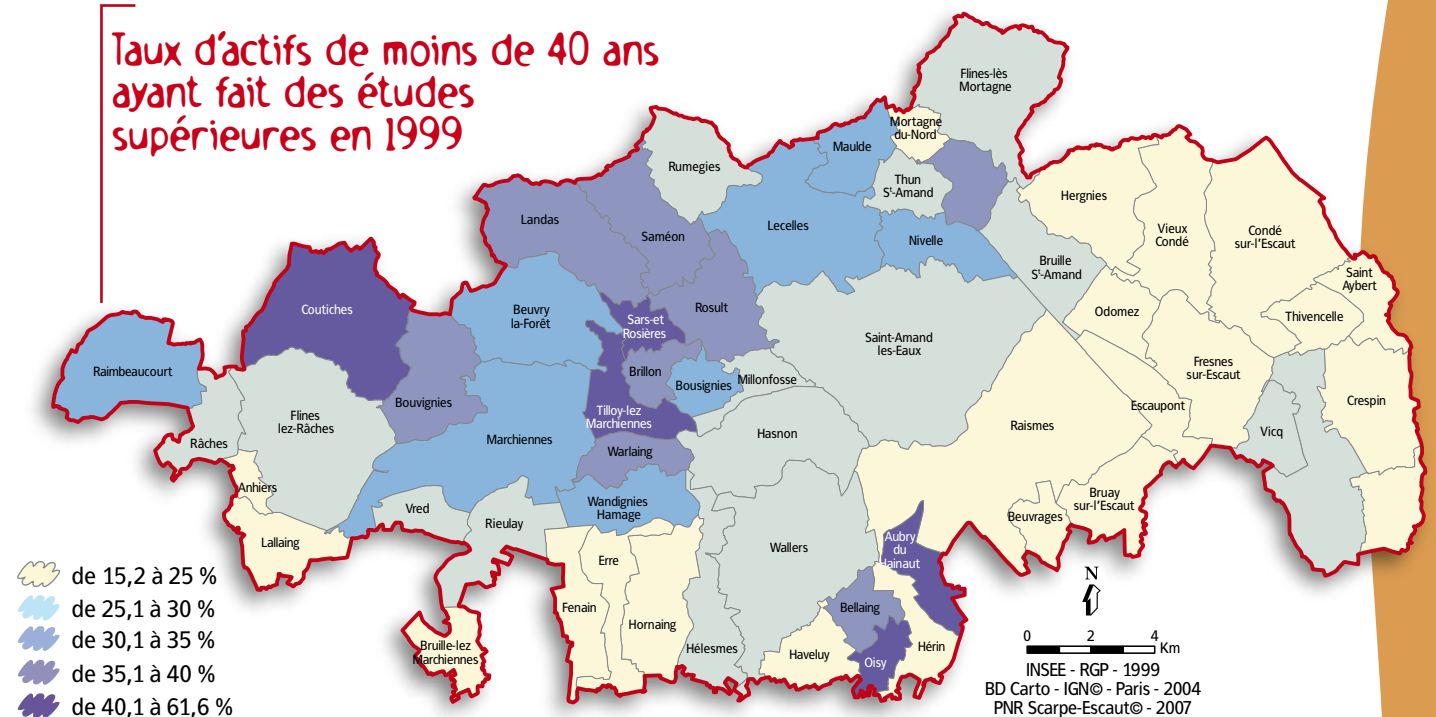 Taux d'actifs de moins de 40 ans
ayant fait des études
supérieures en 1999
Flines-lès
Mortagne
Mortagne
du-Nord
Maulde
Rumegies
Thun
St-Amand
Hergnies
Landas
Saméon
Lecelles
Nivelle
Vieux
Condé
Condé
sur-l'Escaut
Bruille
St-Amand
Saint
Aybert
Coutiches
Beuvry
la-Forêt
Sars-et
Rosières
Rosult
Odomez
Thivencelle
Saint-Amand
les-Eaux
Raimbeaucourt
Brillon
Bousignies
Millonfosse
Fresnes
sur-Escaut
Bouvignies
Escaupont
Crespin
Flines
lez-Râches
Tilloy-lez
Marchiennes
Râches
Marchiennes
Hasnon
Raismes
Vicq
Warlaing
Anhiers
Vred
Rieulay
Wandignies
Hamage
Bruay
sur-l'Escaut
Beuvrages
Lallaing
Erre
Wallers
Aubry
du
Hainaut
Fenain
Hornaing
Bellaing
Bruille-lez
Marchiennes
Hélesmes
Haveluy
Oisy
Hérin
de 15,2 à 25 %
de 25,1 à 30 %
de 30,1 à 35 %
de 35,1 à 40 %
de 40,1 à 61,6 %
N
0 2 4 Km
INSEE - RGP - 1999
BD Carto - IGN© - Paris - 2004
PNR Scarpe-Escaut© - 2007